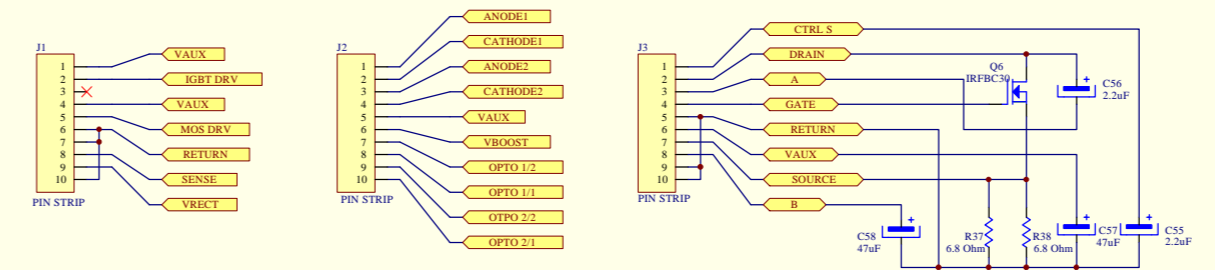 J1
1
2
3
4
5
6
7
8
9
10
PIN STRIP
VAUX
IGBT DRV
VAUX
MOS DRV
RETURN
SENSE
VRECT
J2
1
2
3
4
5
6
7
8
9
10
PIN STRIP
ANODE1
CATHODE1
ANODE2
CATHODE2
VAUX
VBOOST
OPTO 1/2
OPTO 1/1
OTPO 2/2
OPTO 2/1
J3
1
2
3
4
5
6
7
8
9
10
PIN STRIP
CTRL S
DRAIN
A
GATE
RETURN
VAUX
SOURCE
B
Q6
IRFBC30
+
C56
2.2uF
+
C58
47uF
R37
6.8 Ohm
R38
6.8 Ohm
+
C57
47uF
+
C55
2.2uF